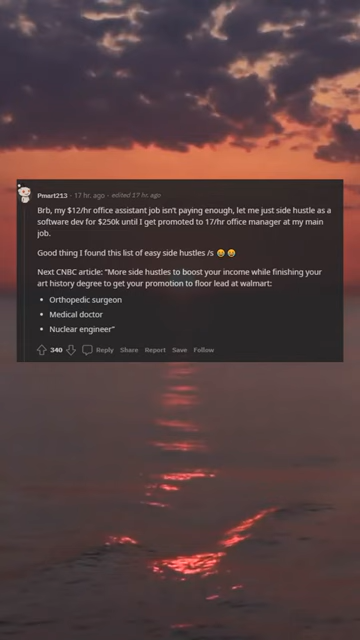 Pmart213 · 17 hr. ago · edited 17 hr. ago
Brb, my $12/hr office assistant job isn't paying enough, let me just side hustle as a
software dev for $250k until I get promoted to 17/hr office manager at my main
job.
Good thing I found this list of easy side hustles /s 😂 😂
Next CNBC article: "More side hustles to boost your income while finishing your
art history degree to get your promotion to floor lead at walmart:
• Orthopedic surgeon
• Medical doctor
• Nuclear engineer"
340 Reply Share Report Save Follow